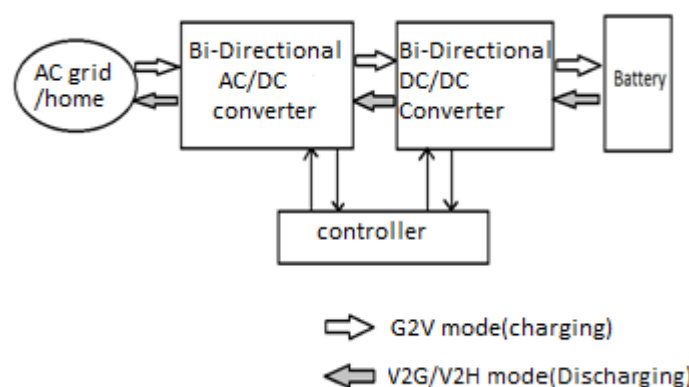 AC grid
/home
Bi-Directional
AC/DC
converter
Bi-Directional
DC/DC
Converter
Battery
controller
G2V mode(charging)
V2G/V2H mode(Discharging)